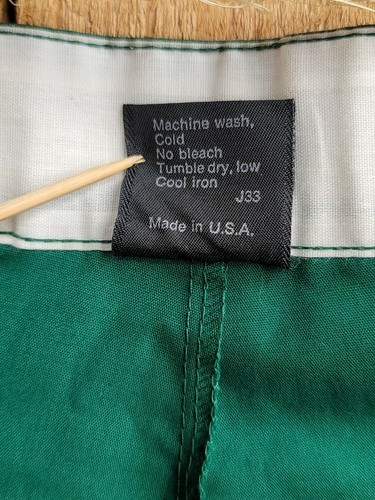 Machine wash,
Cold
No bleach
Tumble dry, low
Cool iron
J33
Made in U.S.A.